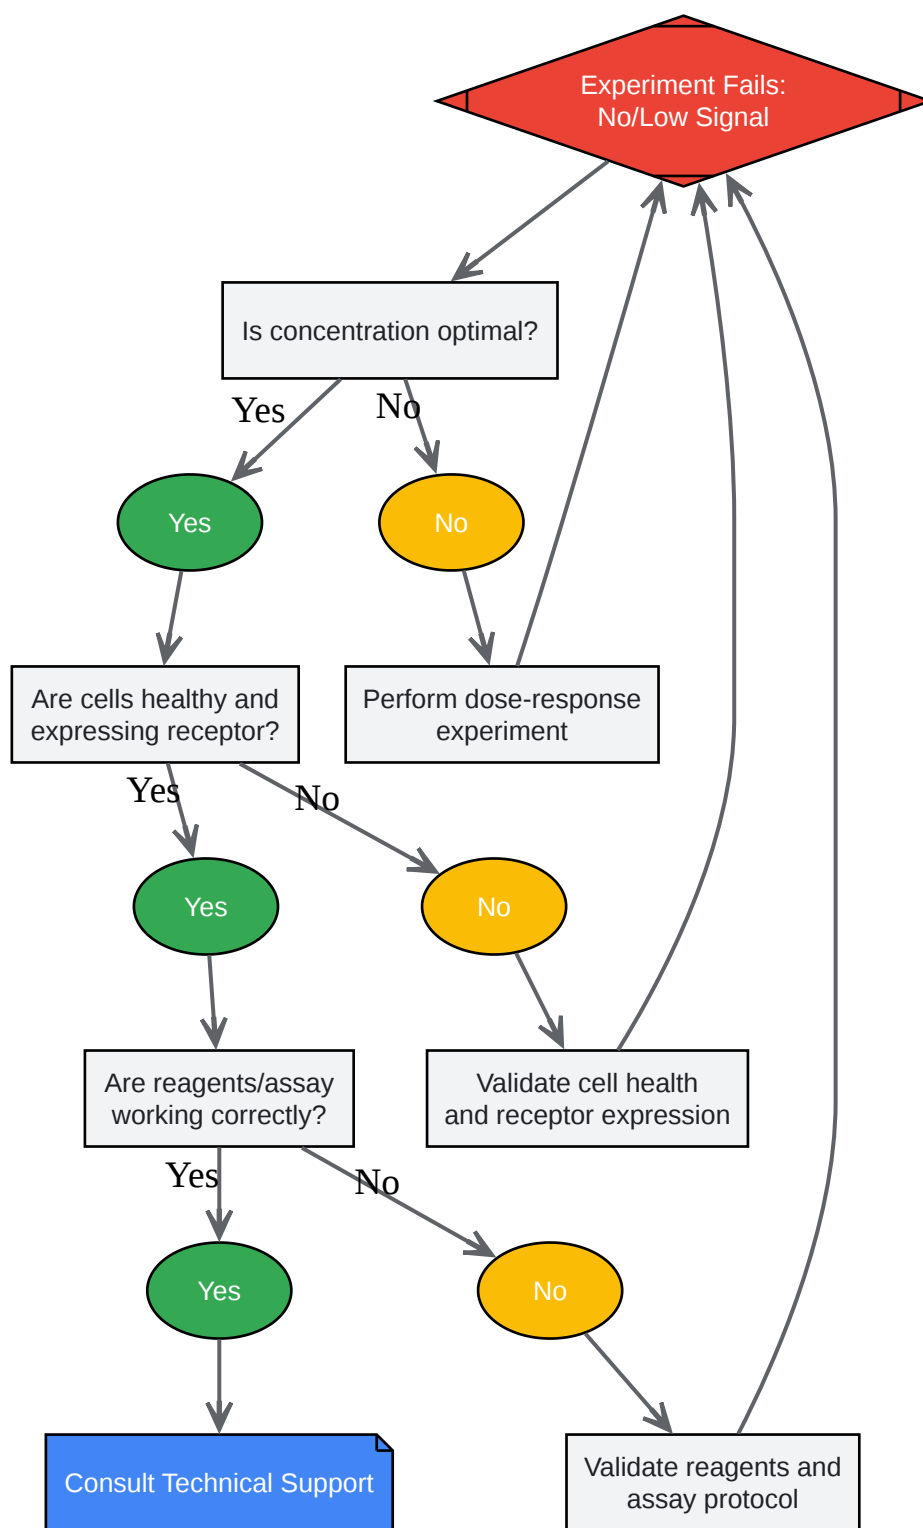 Experiment Fails:
No/Low Signal
Is concentration optimal?
Yes
No
Yes
No
Are cells healthy and
expressing receptor?
Perform dose-response
experiment
Yes
No
Yes
No
Are reagents/assay
working correctly?
Validate cell health
and receptor expression
Yes
No
Yes
No
Consult Technical Support
Validate reagents and
assay protocol